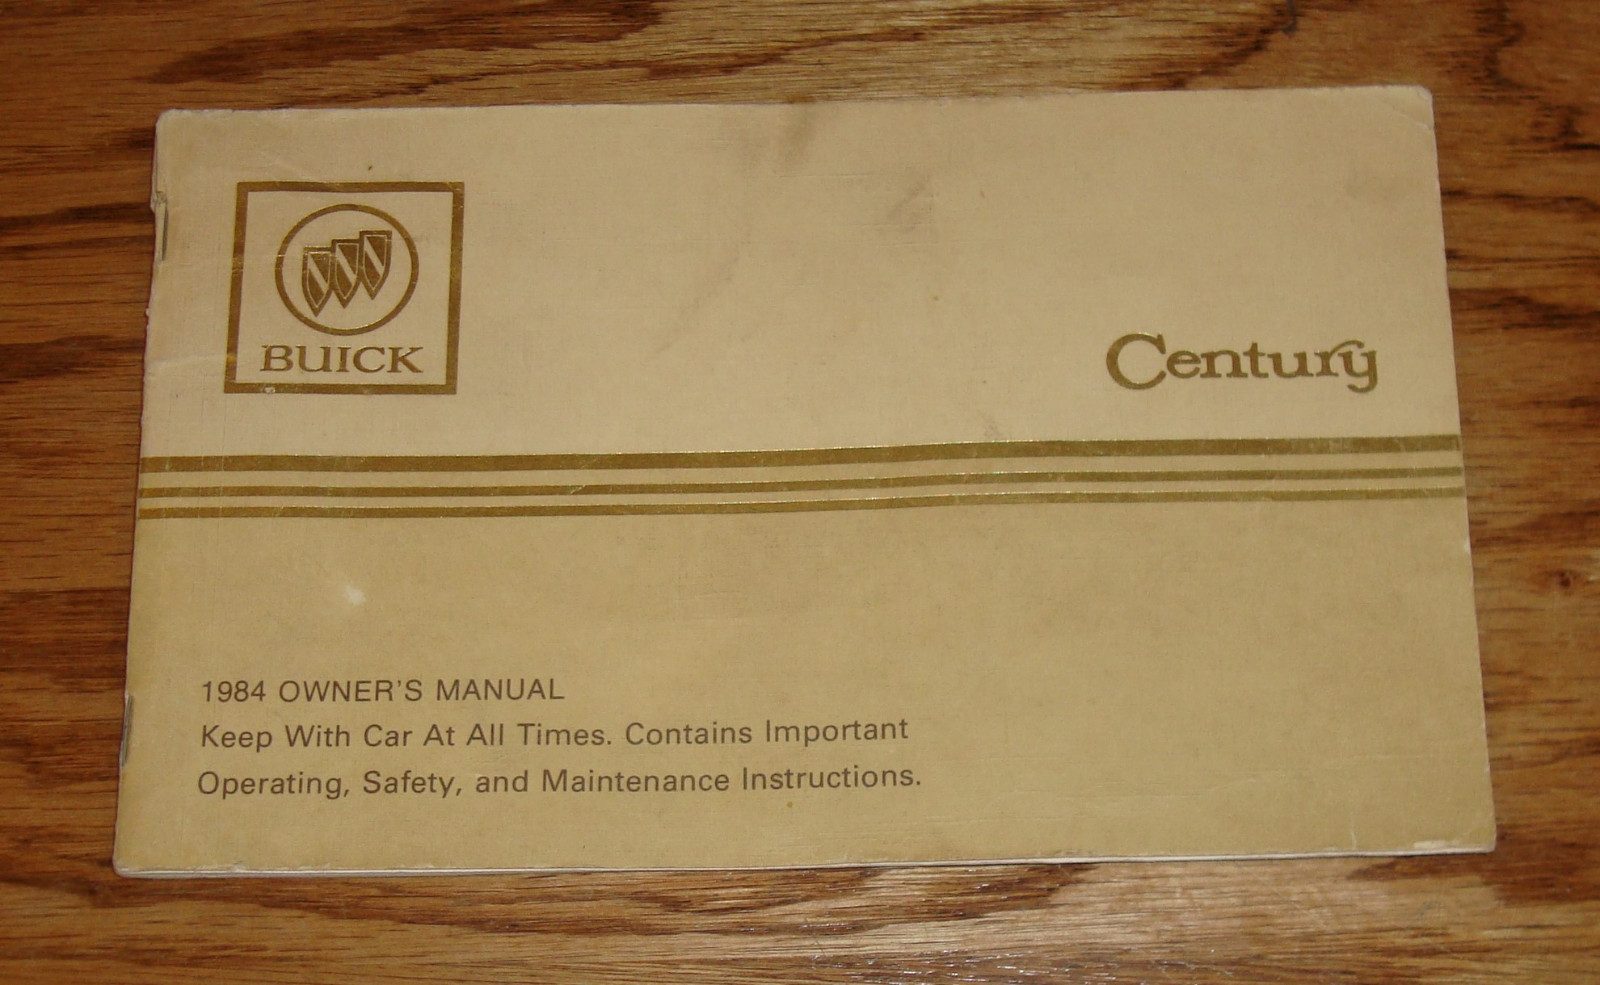 BUICK
Century
1984 OWNER'S MANUAL
Keep With Car At All Times. Contains Important
Operating, Safety, and Maintenance Instructions.